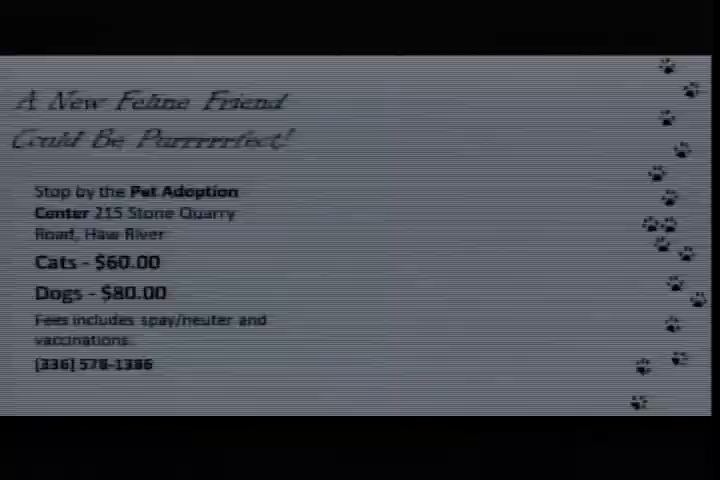 A New Feline Friend
Could Be Purrrrrfect!
Stop by the Pet Adoption
Center 215 Stone Quarry
Road, Haw River
Cats - $60.00
Dogs - $80.00
Fees includes spay/neuter and
vaccinations.
(336) 578-1386